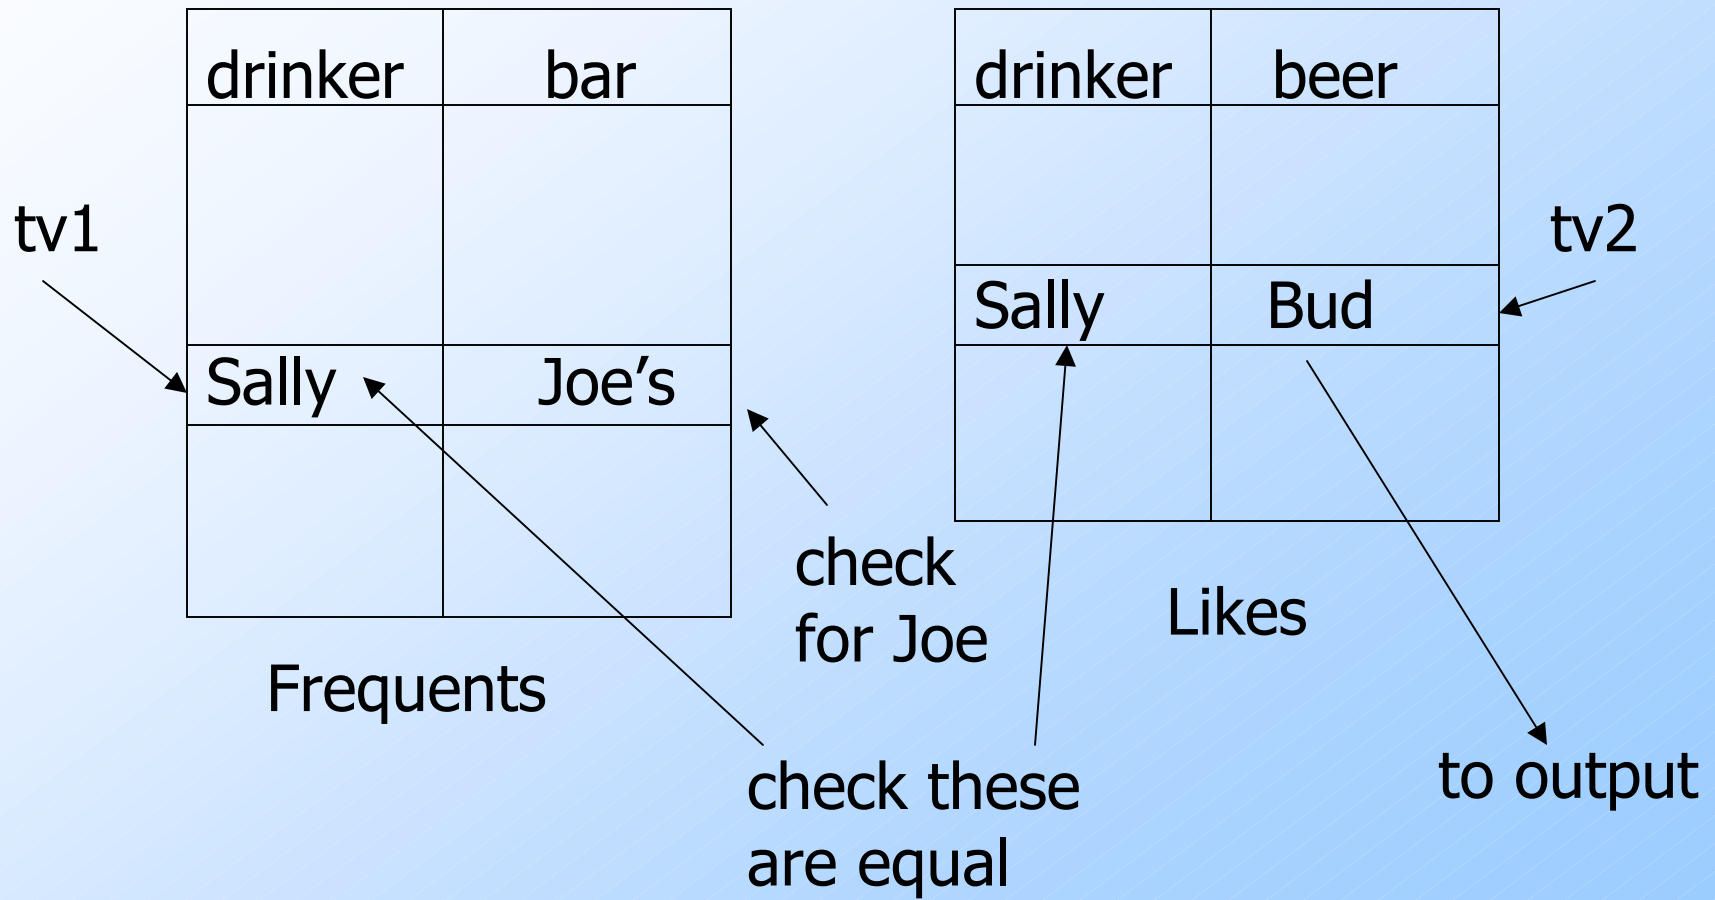 drinker bar
tv1
Sally Joe’s
Frequents
drinker beer
tv2
Sally Bud
Likes
check
for Joe
check these
are equal
to output